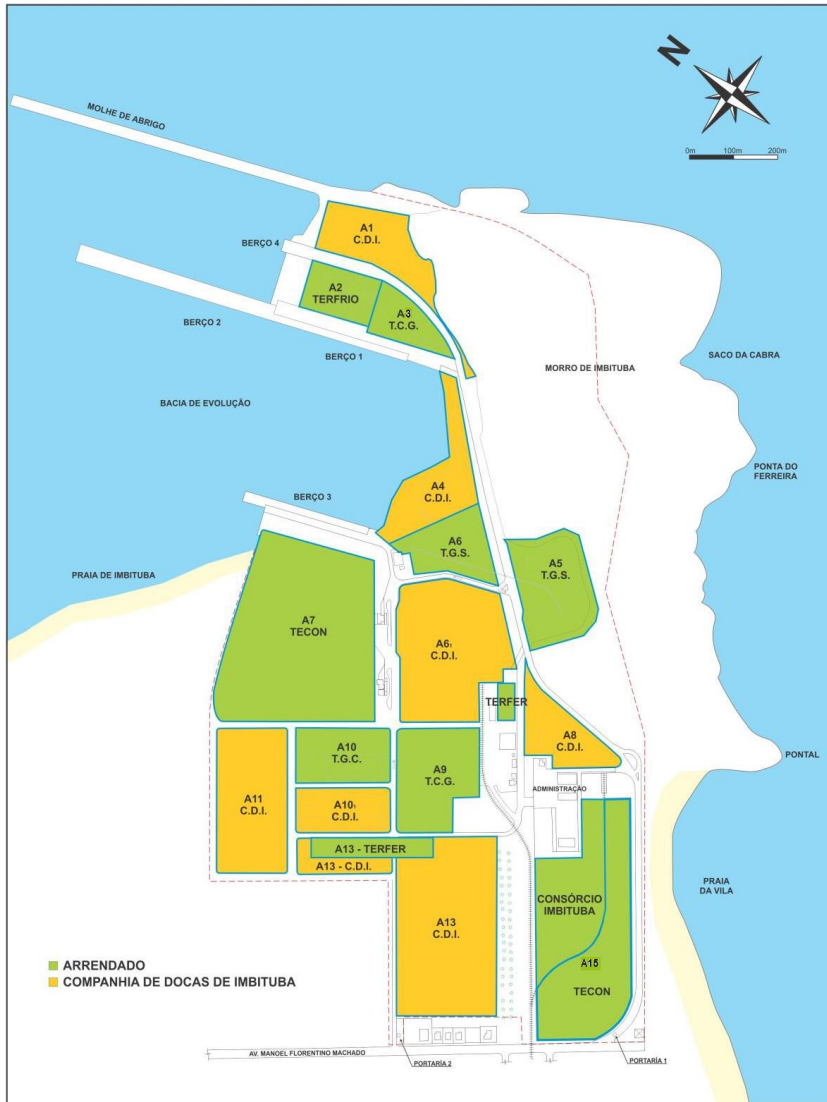 N
MOLHE DE ABRIGO
0m 100m 200m
A1
C.D.I.
BERÇO 4
A2
TERFRIO
A3
T.C.G.
BERÇO 2
BERÇO 1
SACO DA CABRA
MORRO DE IMBITUBA
BACIA DE EVOLUÇÃO
PONTA DO
FERREIRA
A4
C.D.I.
BERÇO 3
A6
T.G.S.
A5
T.G.S.
PRAIA DE IMBITUBA
A7
TECON
A6₁
C.D.I.
TERFER
A8
C.D.I.
PONTAL
A10
T.G.C.
A9
T.C.G.
ADMINISTRAÇÃO
A11
C.D.I.
A10₁
C.D.I.
A13 - TERFER
A13 - C.D.I.
PRAIA
DA VILA
CONSÓRCIO
IMBITUBA
A13
C.D.I.
A15
ARRENDADO
COMPANHIA DE DOCAS DE IMBITUBA
TECON
AV. MANOEL FLORENTINO MACHADO
PORTARÍA 2
PORTARÍA 1